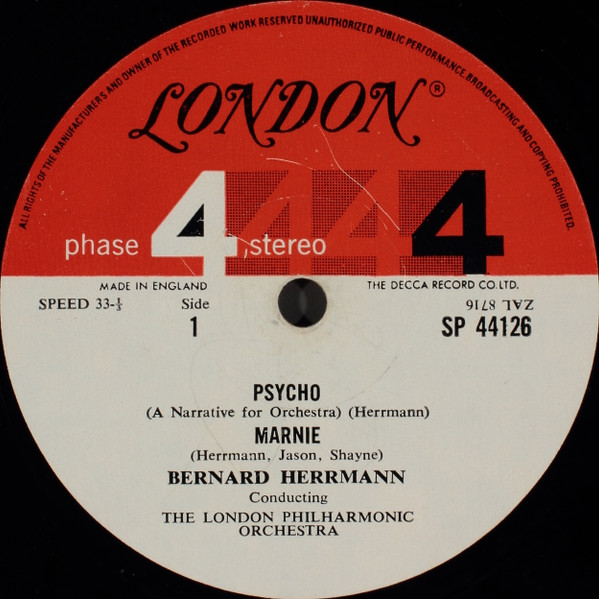 ALL RIGHTS OF THE MANUFACTURERS AND OWNER OF THE RECORDED WORK RESERVED UNAUTHORIZED PUBLIC PERFORMANCE, BROADCASTING AND COPYING PROHIBITED.
LONDON®
phase 4 4 4 4 ,stereo
MADE IN ENGLAND THE DECCA RECORD CO. LTD.
SPEED 33-⅓ Side ZAL 8716
1 SP 44126
PSYCHO
(A Narrative for Orchestra) (Herrmann)
MARNIE
(Herrmann, Jason, Shayne)
BERNARD HERRMANN
Conducting
THE LONDON PHILHARMONIC
ORCHESTRA